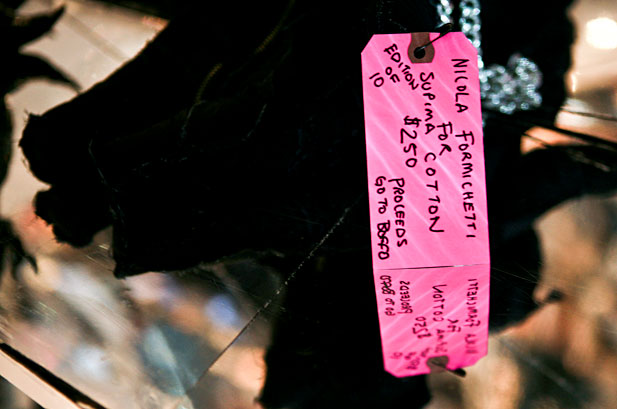 NICOLA FORMICHETTI
FOR
SUPIMA COTTON
$250
EDITION
OF
10
PROCEEDS
GO TO BOFFO